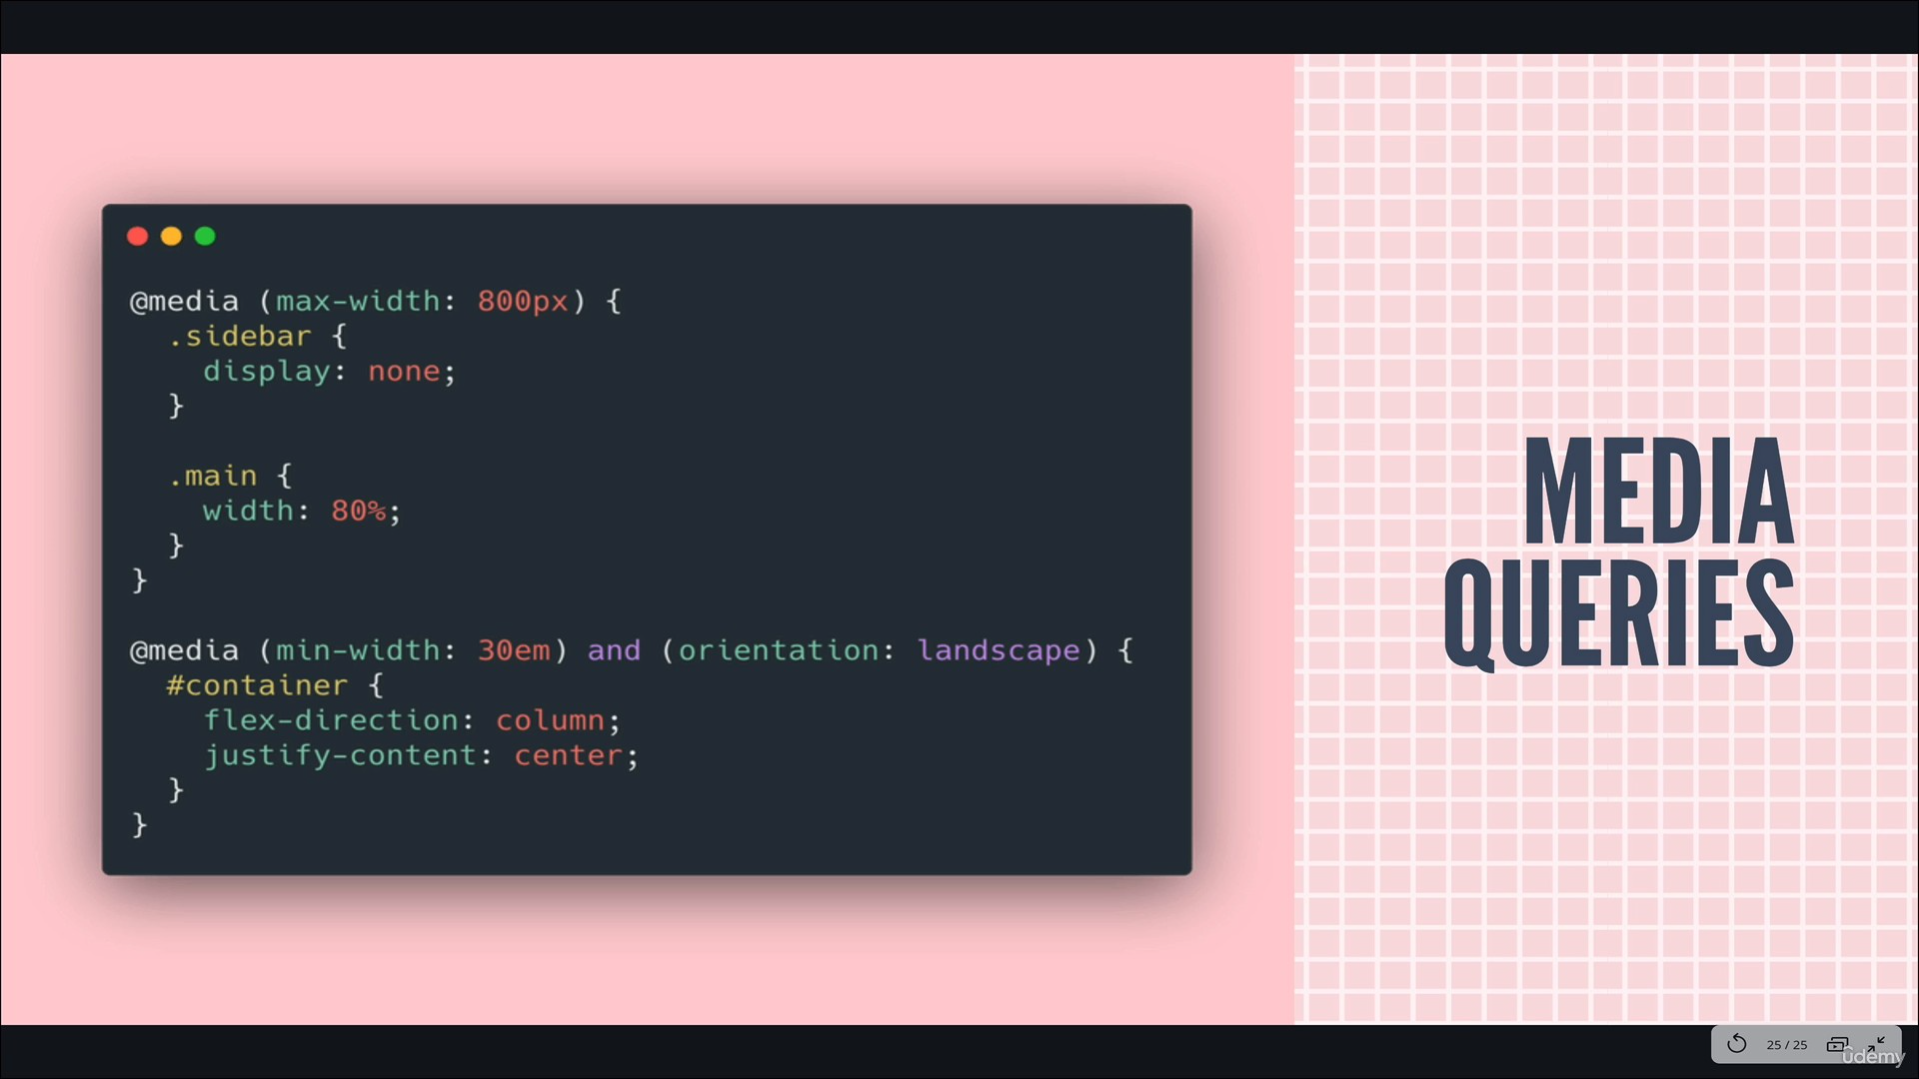 @media (max-width: 800px) {
  .sidebar {
    display: none;
  }

  .main {
    width: 80%;
  }
}

@media (min-width: 30em) and (orientation: landscape) {
  #container {
    flex-direction: column;
    justify-content: center;
  }
}
MEDIA
QUERIES
25 / 25
ûdemy